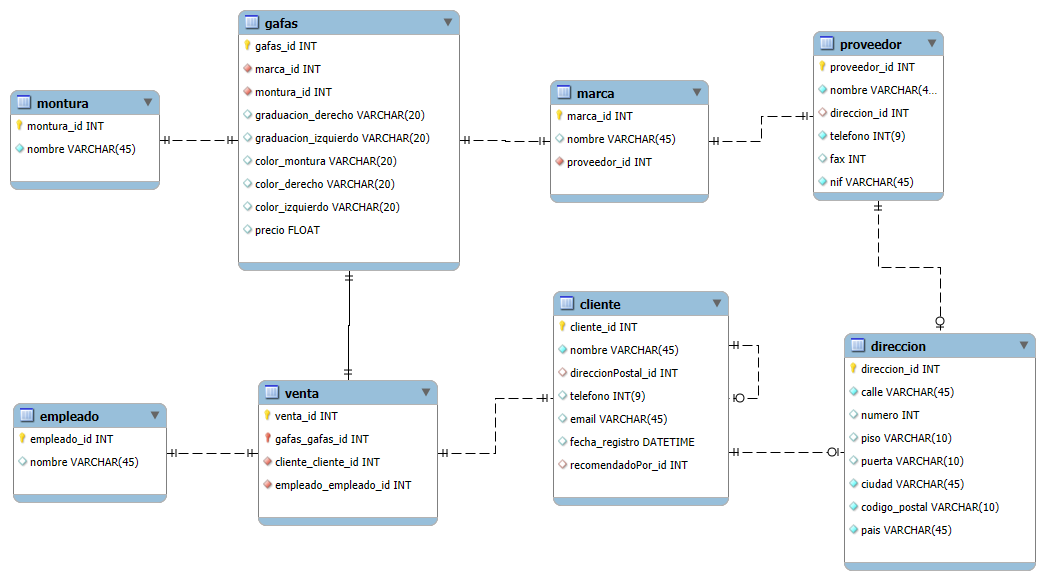 gafas
gafas_id INT
marca_id INT
montura_id INT
graduacion_derecho VARCHAR(20)
graduacion_izquierdo VARCHAR(20)
color_montura VARCHAR(20)
color_derecho VARCHAR(20)
color_izquierdo VARCHAR(20)
precio FLOAT
montura
montura_id INT
nombre VARCHAR(45)
marca
marca_id INT
nombre VARCHAR(45)
proveedor_id INT
proveedor
proveedor_id INT
nombre VARCHAR(4...
direccion_id INT
telefono INT(9)
fax INT
nif VARCHAR(45)
cliente
cliente_id INT
nombre VARCHAR(45)
direccionPostal_id INT
telefono INT(9)
email VARCHAR(45)
fecha_registro DATETIME
recomendadoPor_id INT
direccion
direccion_id INT
calle VARCHAR(45)
numero INT
piso VARCHAR(10)
puerta VARCHAR(10)
ciudad VARCHAR(45)
codigo_postal VARCHAR(10)
pais VARCHAR(45)
empleado
empleado_id INT
nombre VARCHAR(45)
venta
venta_id INT
gafas_gafas_id INT
cliente_cliente_id INT
empleado_empleado_id INT